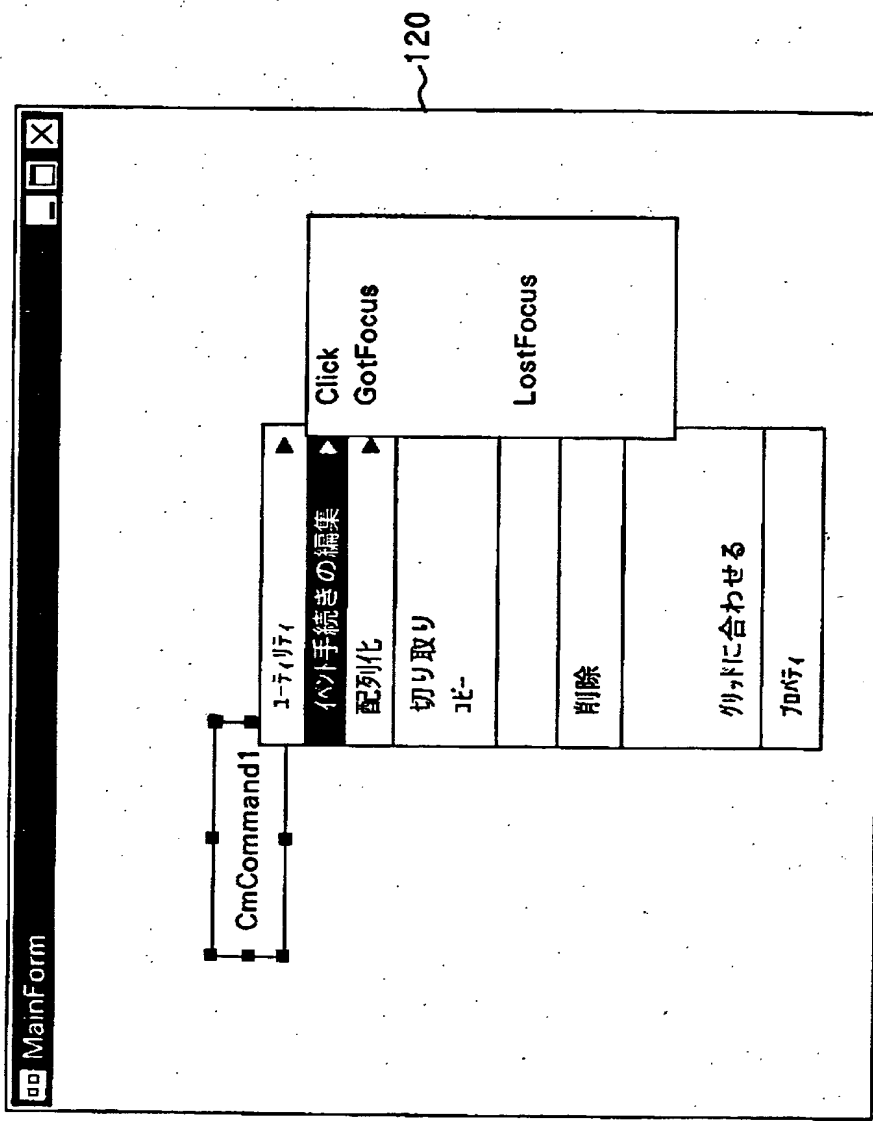 MainForm
120
CmCommand1
ﾕｰﾃｨﾘﾃｨ
ｲﾍﾞﾝﾄ手続きの編集
配列化
切り取り
ｺﾋﾟｰ
削除
ｸﾞﾘｯﾄﾞに合わせる
ﾌﾟﾛﾊﾟﾃｨ
Click
GotFocus
LostFocus